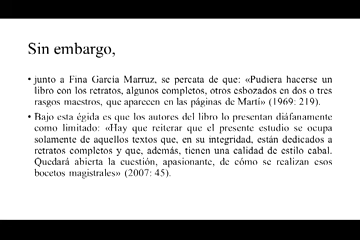 Sin embargo,
• junto a Fina García Marruz, se percata de que: «Pudiera hacerse un
libro con los retratos, algunos completos, otros esbozados en dos o tres
rasgos maestros, que aparecen en las páginas de Martí» (1969: 219).
• Bajo esta égida es que los autores del libro lo presentan diáfanamente
como limitado: «Hay que reiterar que el presente estudio se ocupa
solamente de aquellos textos que, en su integridad, están dedicados a
retratos completos y que, además, tienen una calidad de estilo cabal.
Quedará abierta la cuestión, apasionante, de cómo se realizan esos
bocetos magistrales» (2007: 45).